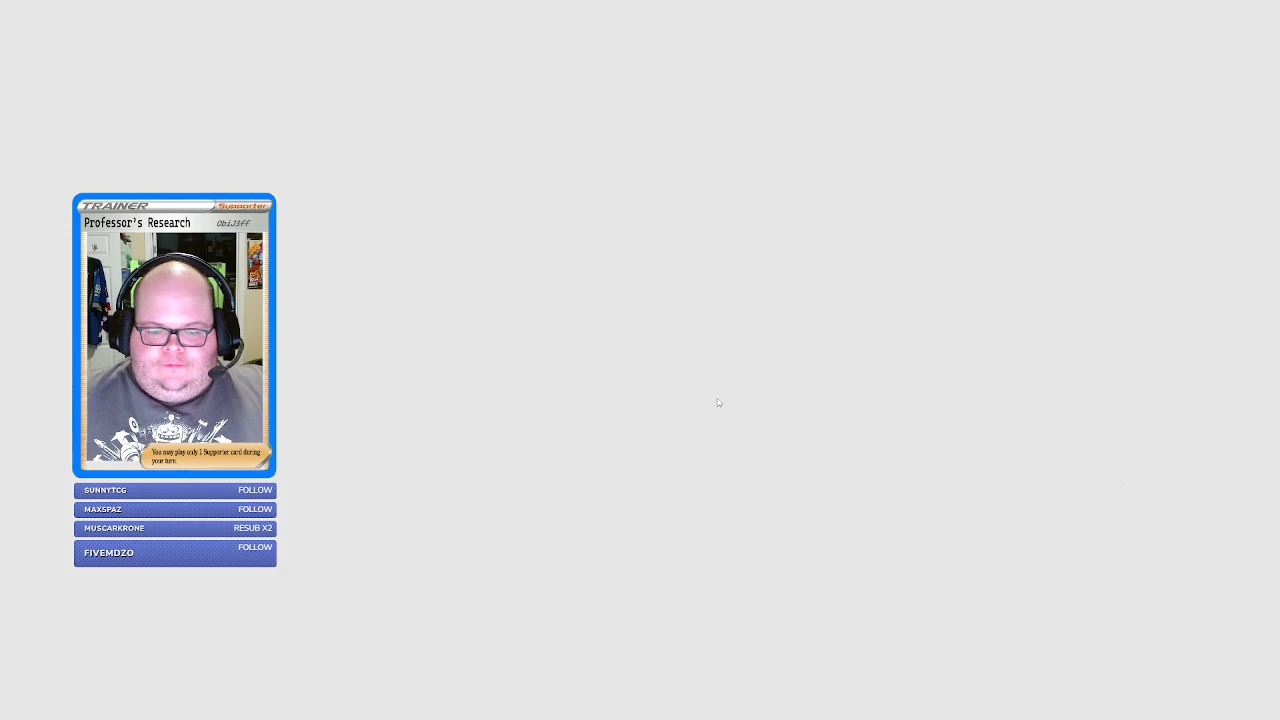 TRAINER Supporter
Professor's Research ObiJ3ff
You may play only 1 Supporter card during
your turn.
SUNNYTCG FOLLOW
MAXSPAZ FOLLOW
MUSCARKRONE RESUB X2
FIVEMDZO FOLLOW